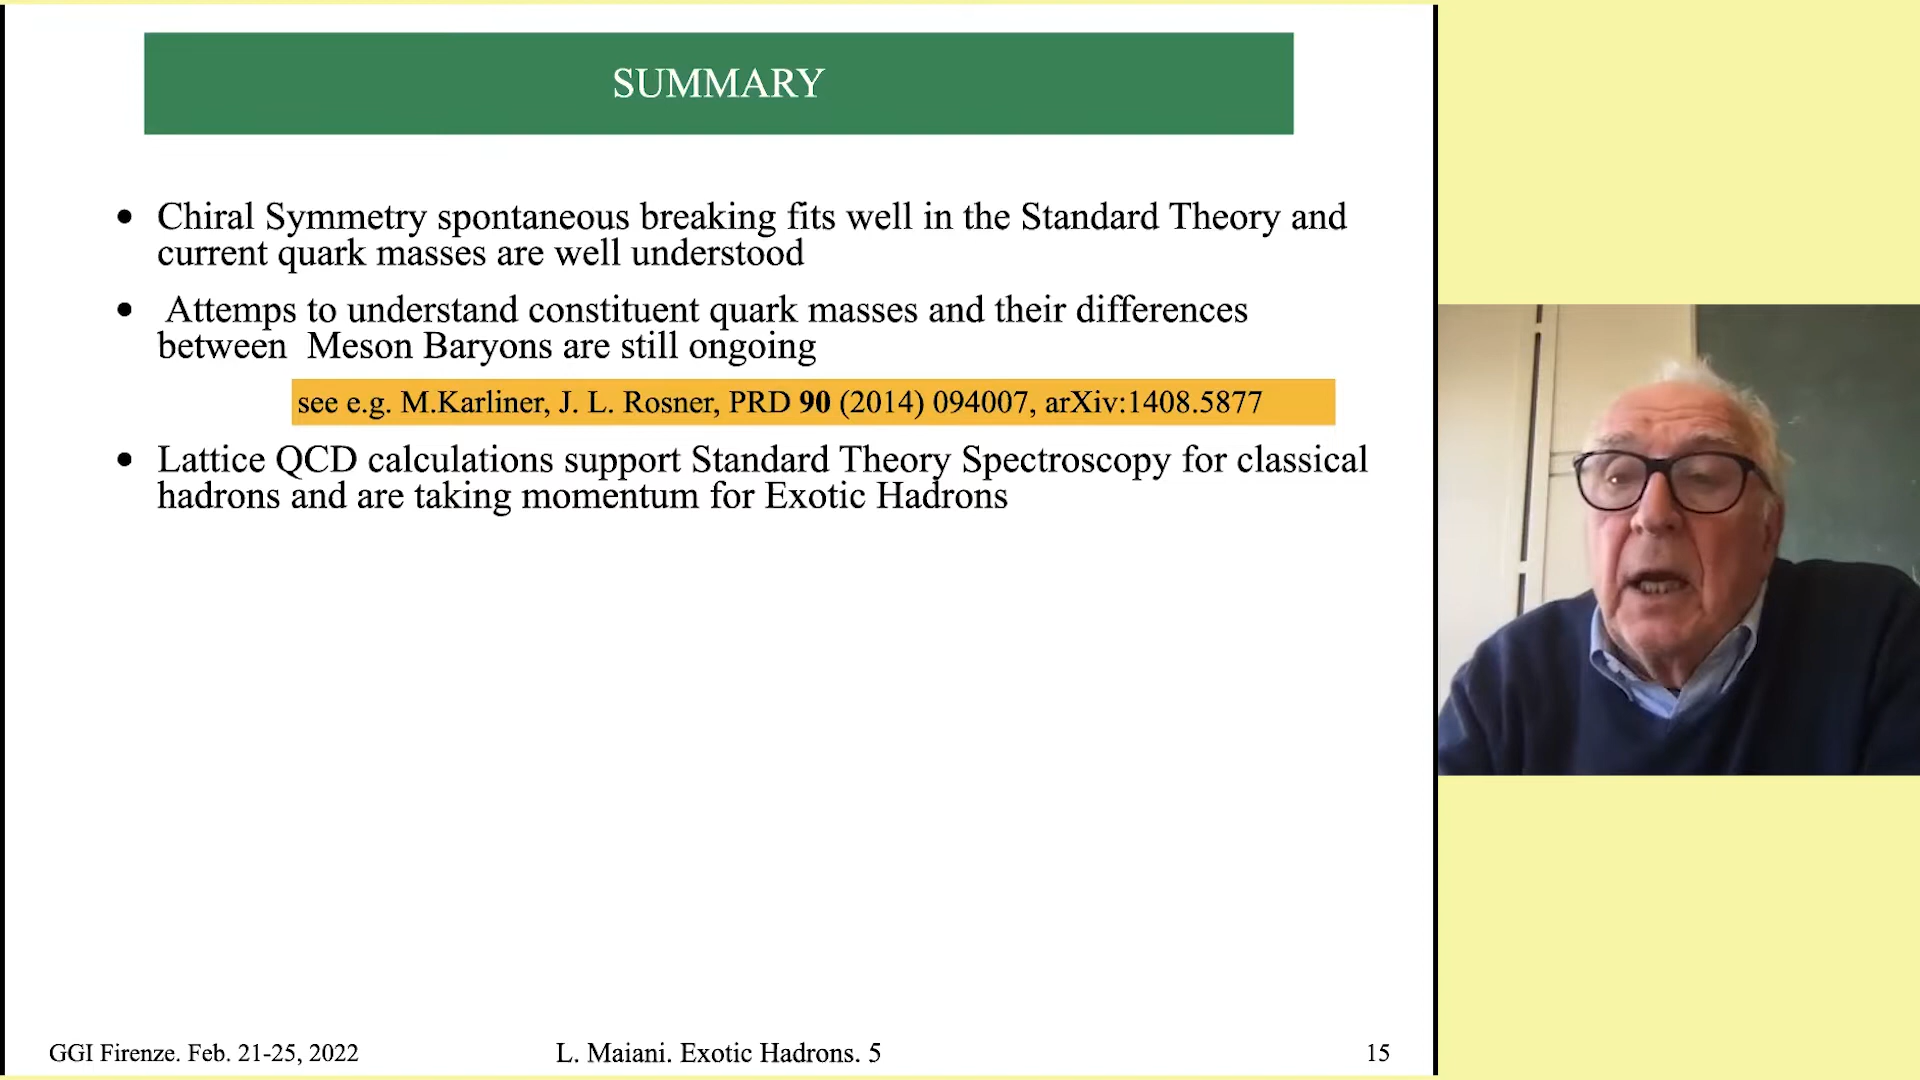 SUMMARY
• Chiral Symmetry spontaneous breaking fits well in the Standard Theory and
current quark masses are well understood
• Attemps to understand constituent quark masses and their differences
between Meson Baryons are still ongoing
see e.g. M.Karliner, J. L. Rosner, PRD 90 (2014) 094007, arXiv:1408.5877
• Lattice QCD calculations support Standard Theory Spectroscopy for classical
hadrons and are taking momentum for Exotic Hadrons
GGI Firenze. Feb. 21-25, 2022
L. Maiani. Exotic Hadrons. 5
15